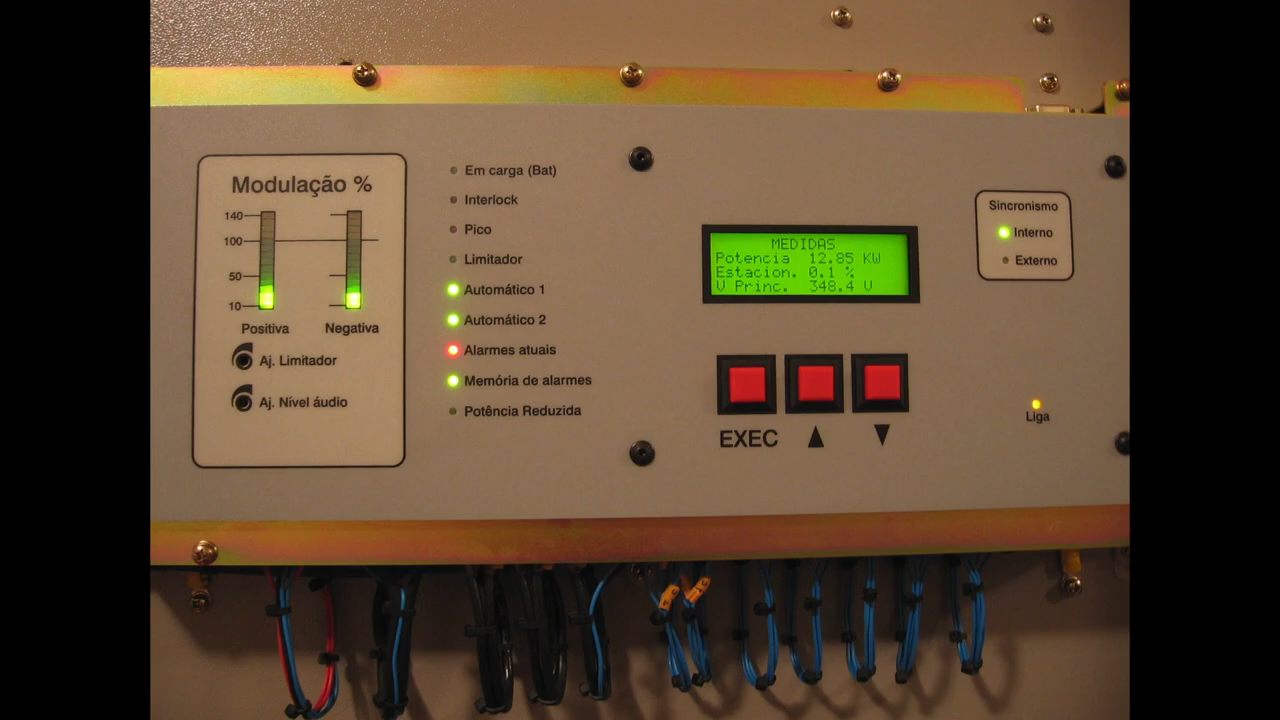 Modulação %
140
100
50
10
Positiva
Negativa
Aj. Limitador
Aj. Nível áudio
Em carga (Bat)
Interlock
Pico
Limitador
Automático 1
Automático 2
Alarmes atuais
Memória de alarmes
Potência Reduzida
MEDIDAS
Potencia 12.85 KW
Estacion. 0.1 %
V Princ. 348.4 V
EXEC
Sincronismo
Interno
Externo
Liga